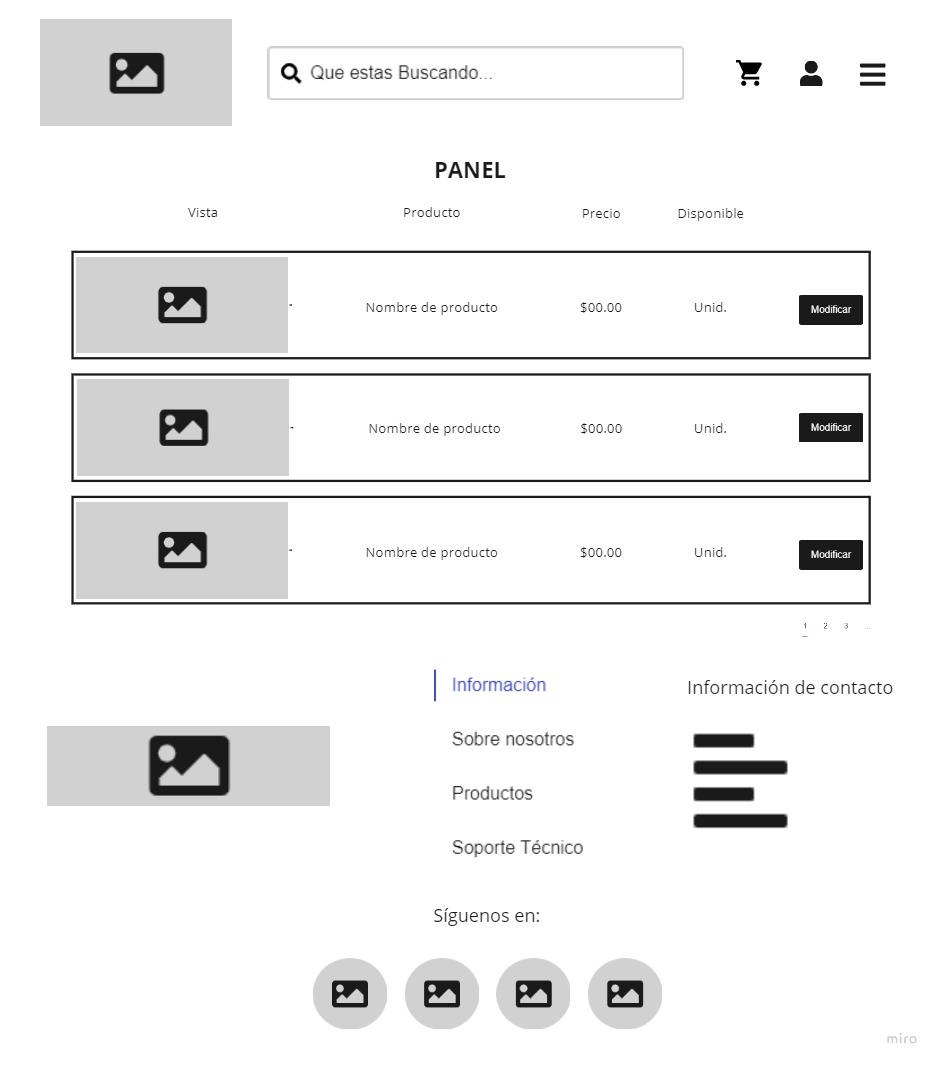 Que estas Buscando...
PANEL
Vista Producto Precio Disponible
- Nombre de producto $00.00 Unid. Modificar
- Nombre de producto $00.00 Unid. Modificar
- Nombre de producto $00.00 Unid. Modificar
1 2 3 ...
Información
Sobre nosotros
Productos
Soporte Técnico
Información de contacto
Síguenos en:
miro